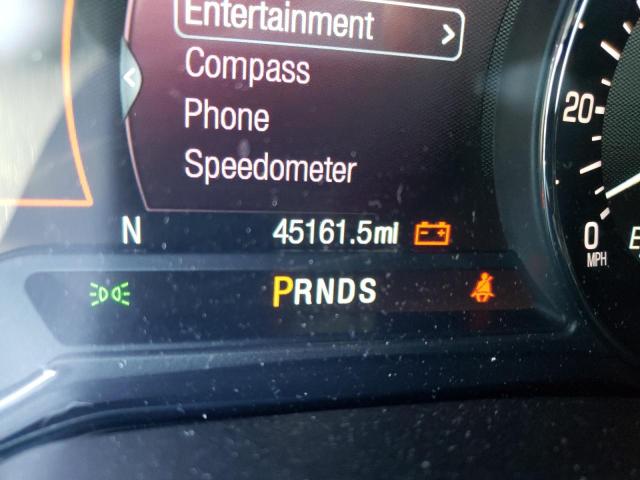 Entertainment >
Compass
Phone
Speedometer
N 45161.5mi
PRNDS
20
0
MPH
E